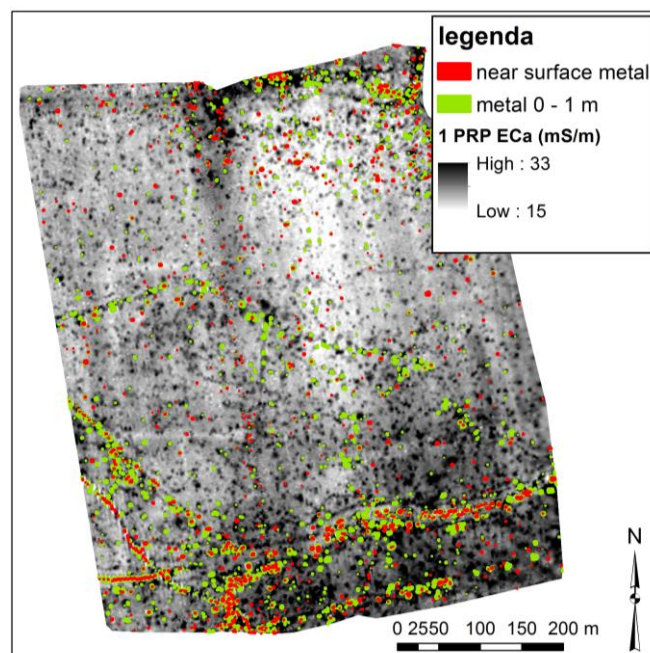 legenda
near surface metal
metal 0 - 1 m
1 PRP ECa (mS/m)
High : 33
Low : 15
N
0 2550 100 150 200 m